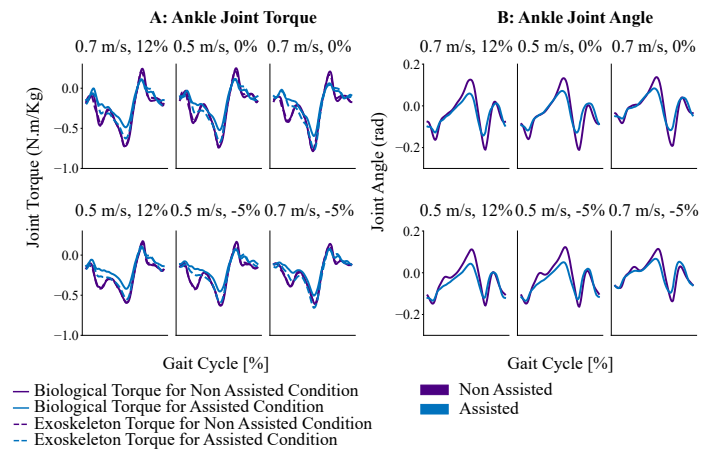 A: Ankle Joint Torque
B: Ankle Joint Angle
0.7 m/s, 12%
0.5 m/s, 0%
0.7 m/s, 0%
0.7 m/s, 12%
0.5 m/s, 0%
0.7 m/s, 0%
Joint Torque (N.m/Kg)
0.0
−0.5
−1.0
Joint Angle (rad)
0.2
0.0
−0.2
0.5 m/s, 12%
0.5 m/s, -5%
0.7 m/s, -5%
0.5 m/s, 12%
0.5 m/s, -5%
0.7 m/s, -5%
0.0
−0.5
−1.0
0.2
0.0
−0.2
Gait Cycle [%]
Gait Cycle [%]
Biological Torque for Non Assisted Condition
Biological Torque for Assisted Condition
Exoskeleton Torque for Non Assisted Condition
Exoskeleton Torque for Assisted Condition
Non Assisted
Assisted